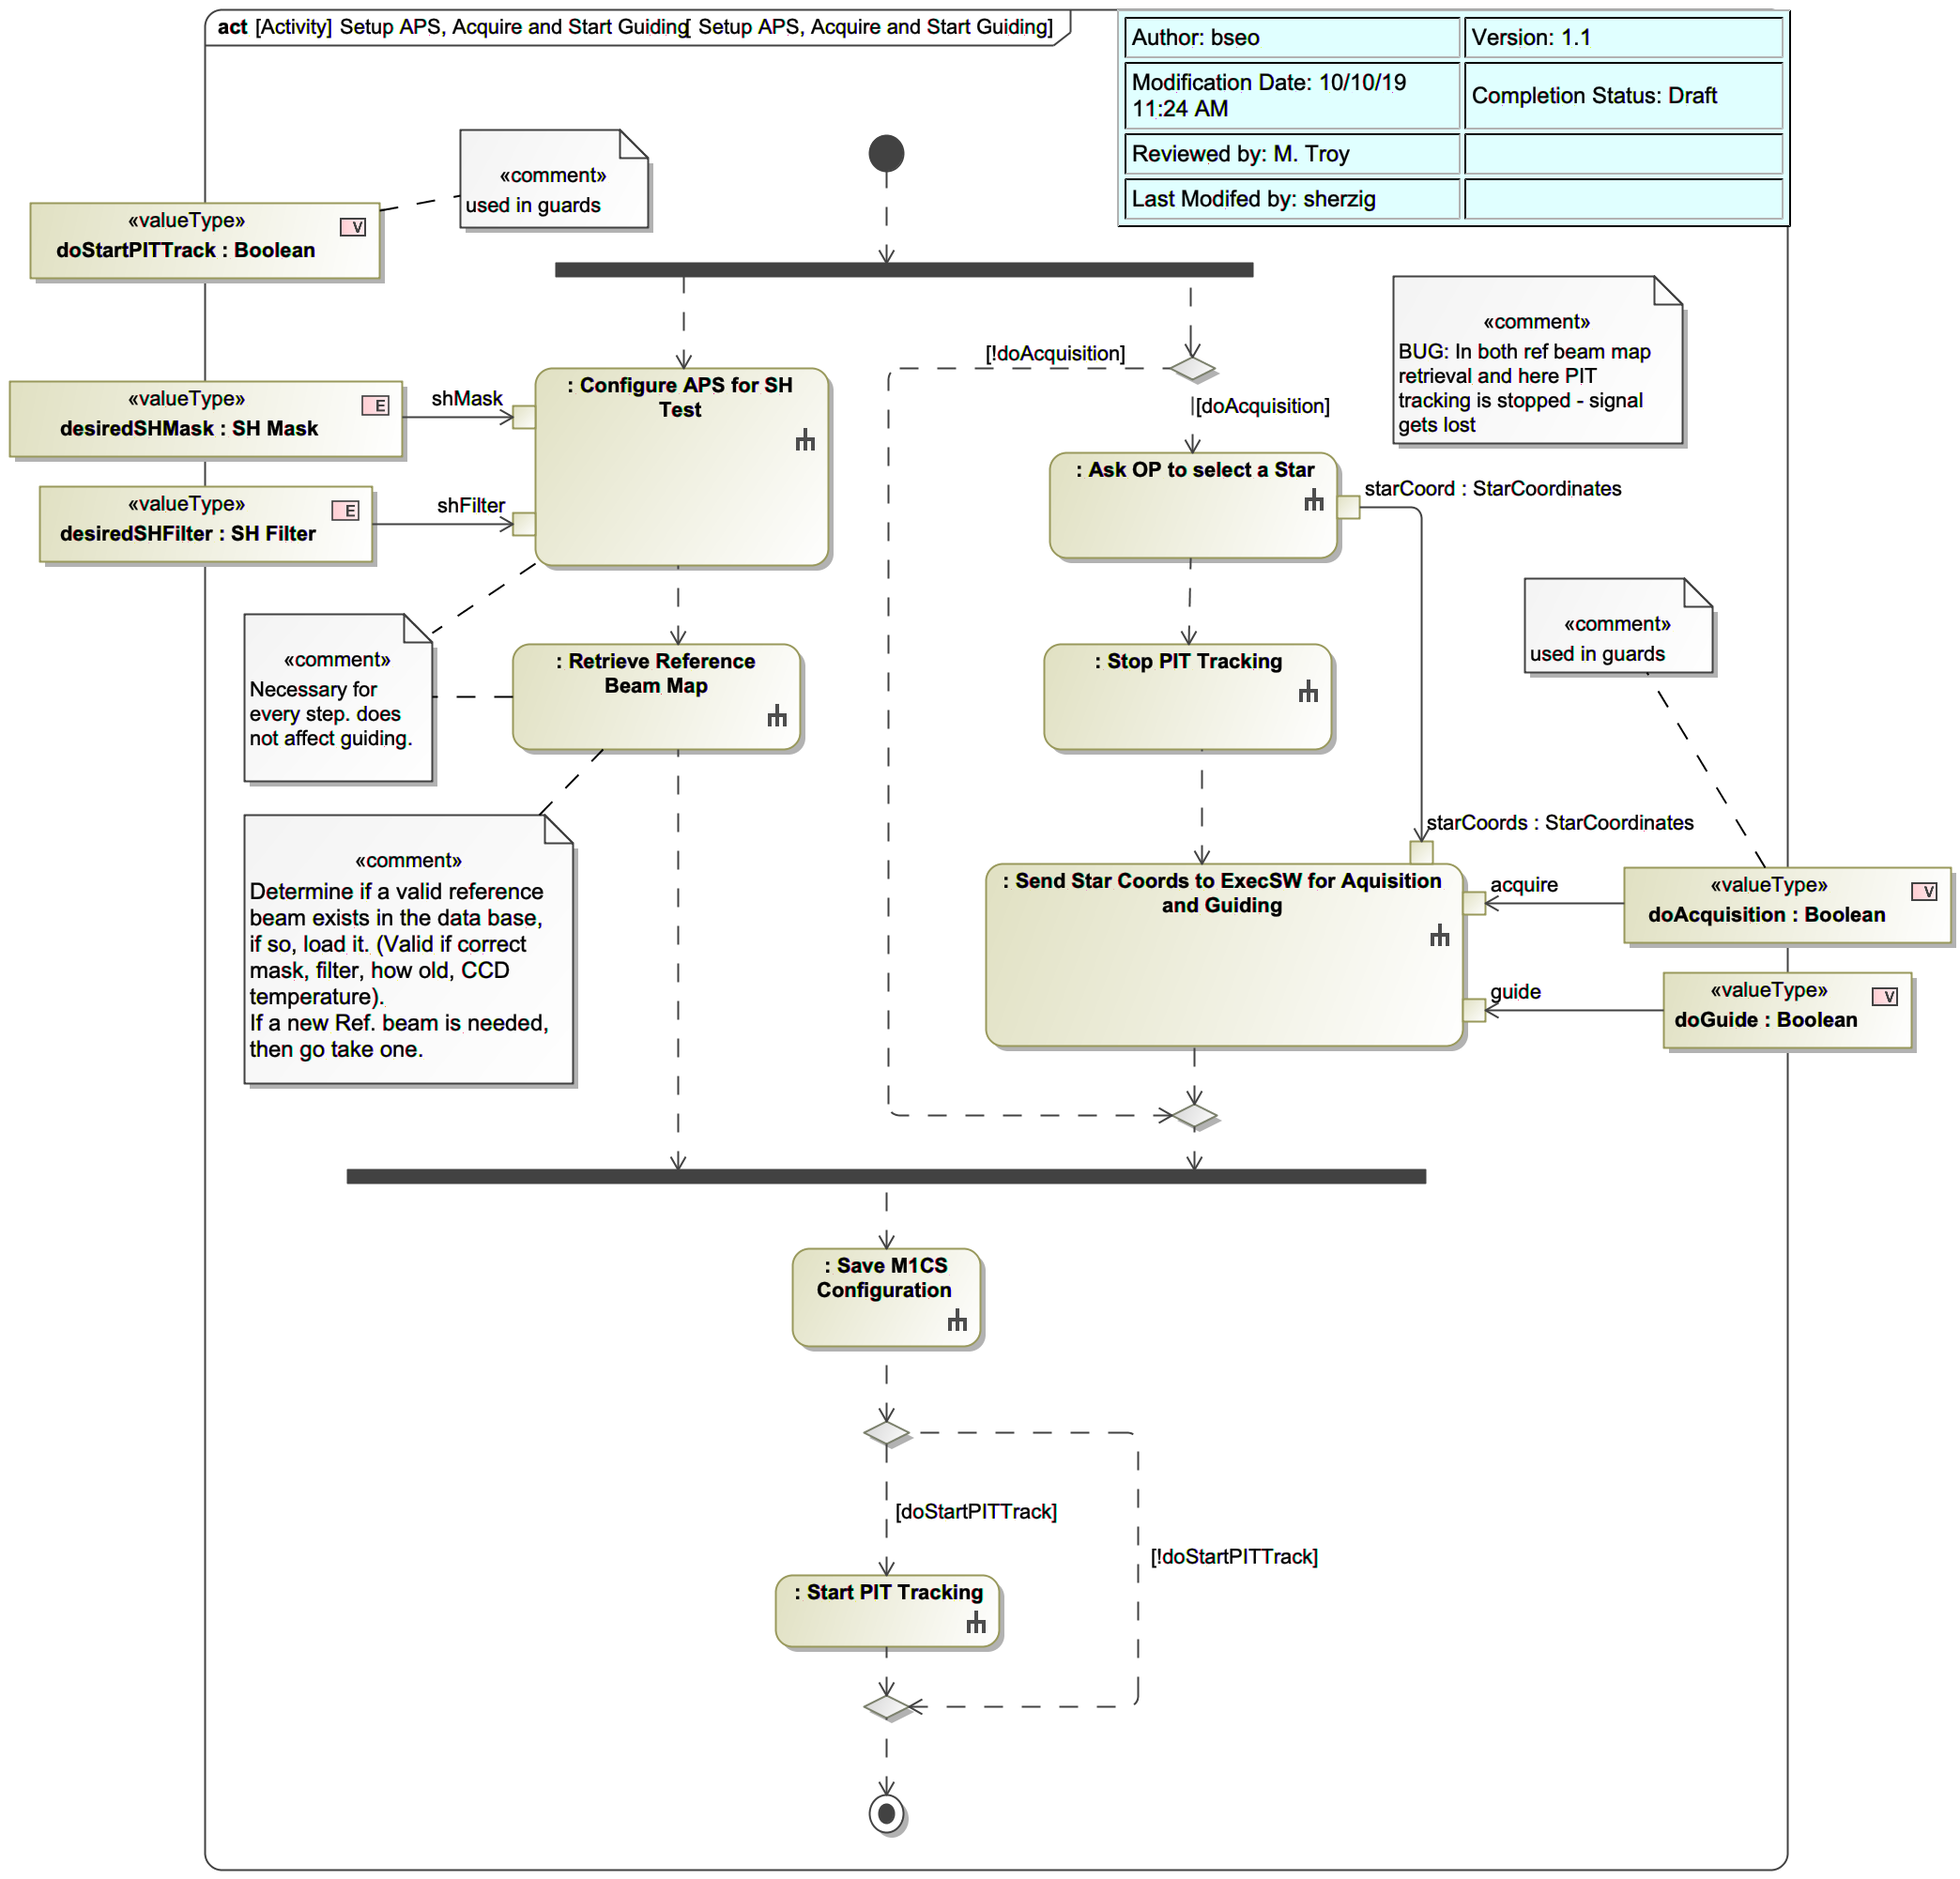 act [Activity] Setup APS, Acquire and Start Guiding[ Setup APS, Acquire and Start Guiding]
Author: bseo
Version: 1.1
Modification Date: 10/10/19
11:24 AM
Completion Status: Draft
Reviewed by: M. Troy
Last Modifed by: sherzig
«comment»
used in guards
«valueType»
V
doStartPITTrack : Boolean
«comment»
BUG: In both ref beam map
retrieval and here PIT
tracking is stopped - signal
gets lost
[!doAcquisition]
[doAcquisition]
«valueType»
E
desiredSHMask : SH Mask
shMask
: Configure APS for SH
Test
«valueType»
E
desiredSHFilter : SH Filter
shFilter
: Ask OP to select a Star
starCoord : StarCoordinates
«comment»
Necessary for
every step. does
not affect guiding.
: Retrieve Reference
Beam Map
: Stop PIT Tracking
«comment»
used in guards
«comment»
Determine if a valid reference
beam exists in the data base,
if so, load it. (Valid if correct
mask, filter, how old, CCD
temperature).
If a new Ref. beam is needed,
then go take one.
starCoords : StarCoordinates
: Send Star Coords to ExecSW for Aquisition
and Guiding
acquire
«valueType»
V
doAcquisition : Boolean
guide
«valueType»
V
doGuide : Boolean
: Save M1CS
Configuration
[doStartPITTrack]
[!doStartPITTrack]
: Start PIT Tracking